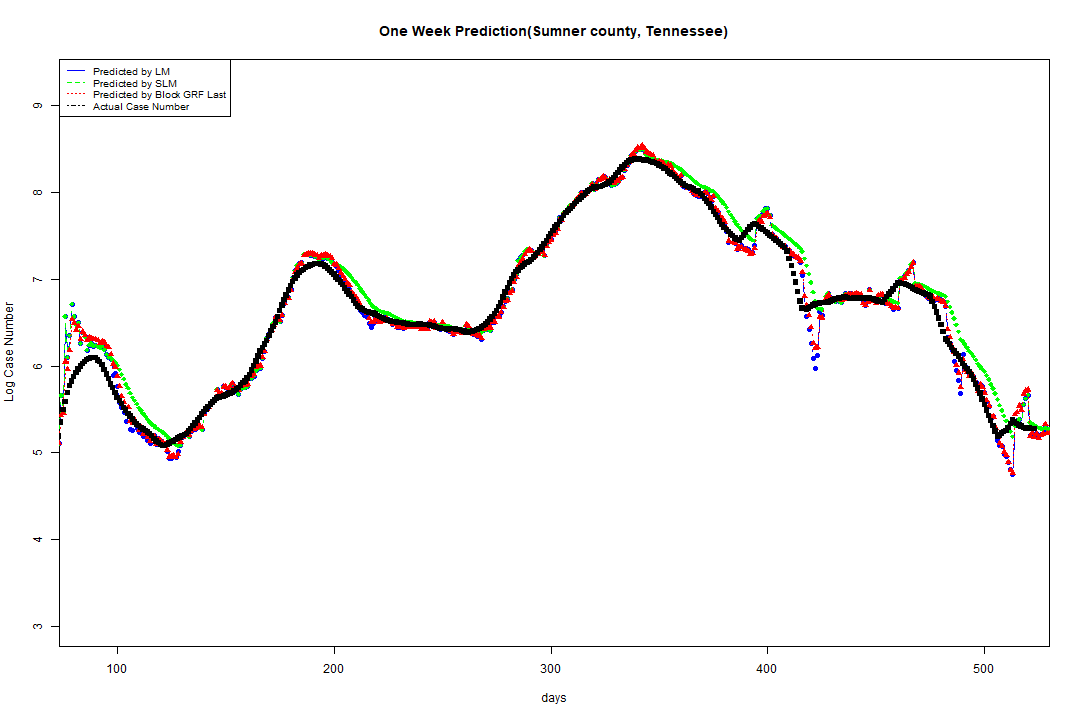 One Week Prediction(Sumner county, Tennessee)
Predicted by LM
Predicted by SLM
Predicted by Block GRF Last
Actual Case Number
9
8
7
6
5
4
3
Log Case Number
100 200 300 400 500
days